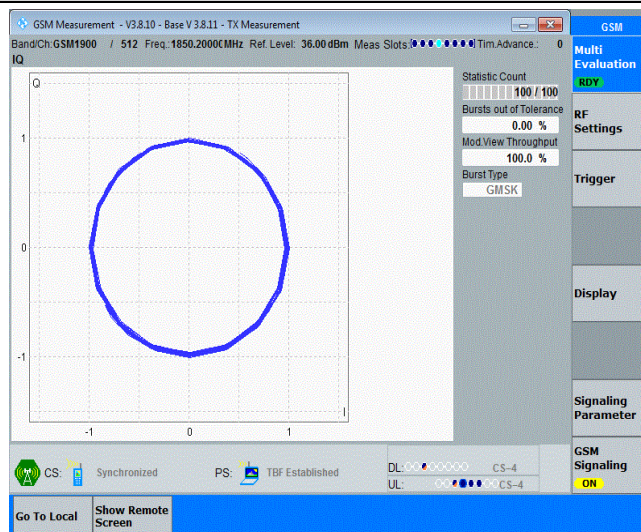 GSM Measurement - V3.8.10 - Base V 3.8.11 - TX Measurement
GSM
Band/Ch:GSM1900 / 512 Freq.:1850.20000 MHz Ref. Level: 36.00 dBm Meas Slots: Tim.Advance.: 0
IQ
Multi
Evaluation
RDY
Q
1
0
-1
-1 0 1
I
Statistic Count
100 / 100
Bursts out of Tolerance
0.00 %
Mod.View Throughput
100.0 %
Burst Type
GMSK
RF
Settings
Trigger
Display
Signaling
Parameter
GSM
Signaling
ON
CS: Synchronized PS: TBF Established
DL: CS-4
UL: CS-4
Go To Local
Show Remote
Screen